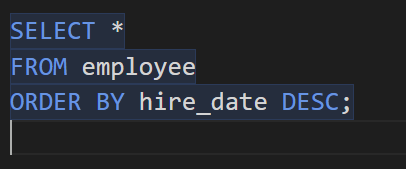 SELECT *
FROM employee
ORDER BY hire_date DESC;